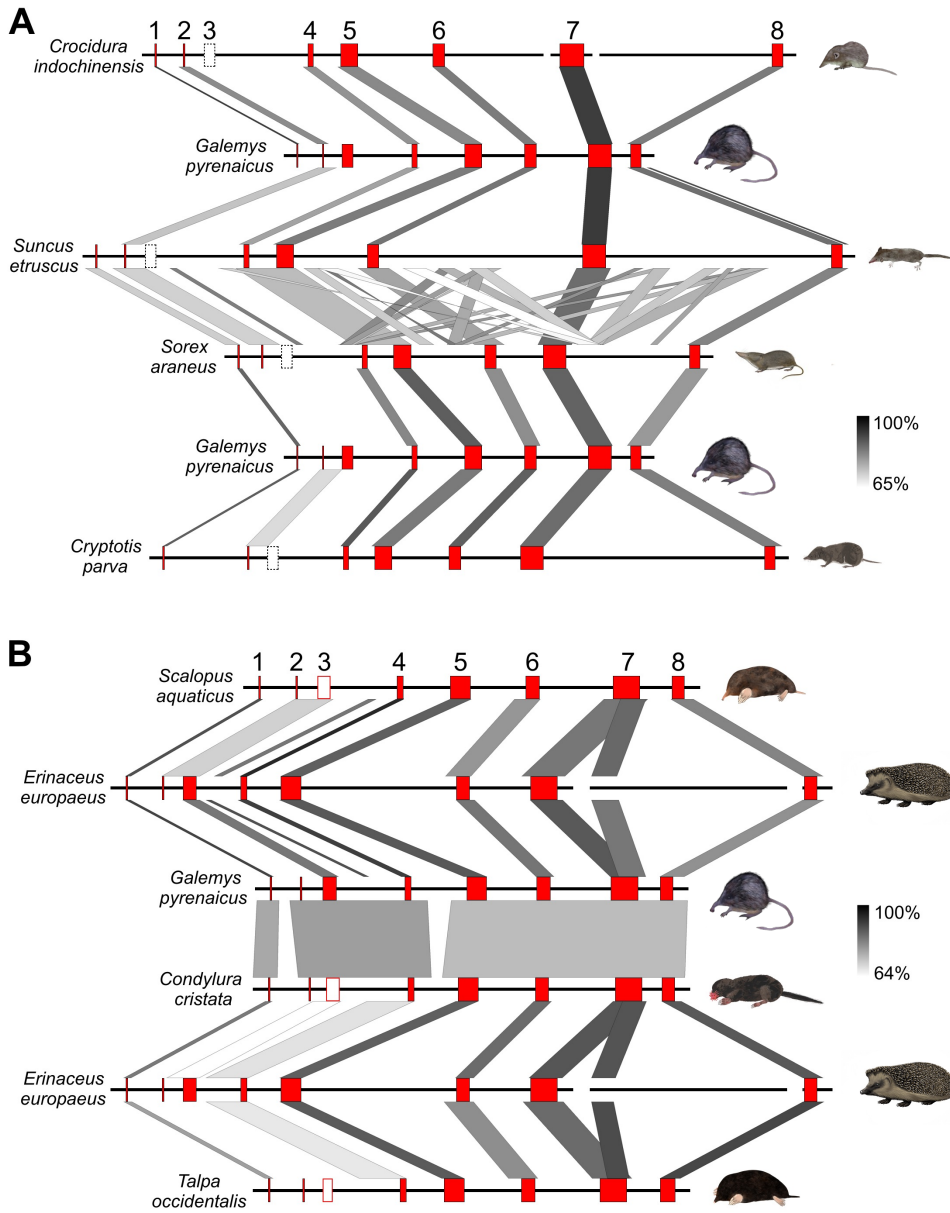 A
1 2 3 4 5 6 7 8
Crocidura
indochinensis
Galemys
pyrenaicus
Suncus
etruscus
Sorex
araneus
100%
65%
Galemys
pyrenaicus
Cryptotis
parva
B
1 2 3 4 5 6 7 8
Scalopus
aquaticus
Erinaceus
europaeus
Galemys
pyrenaicus
100%
64%
Condylura
cristata
Erinaceus
europaeus
Talpa
occidentalis